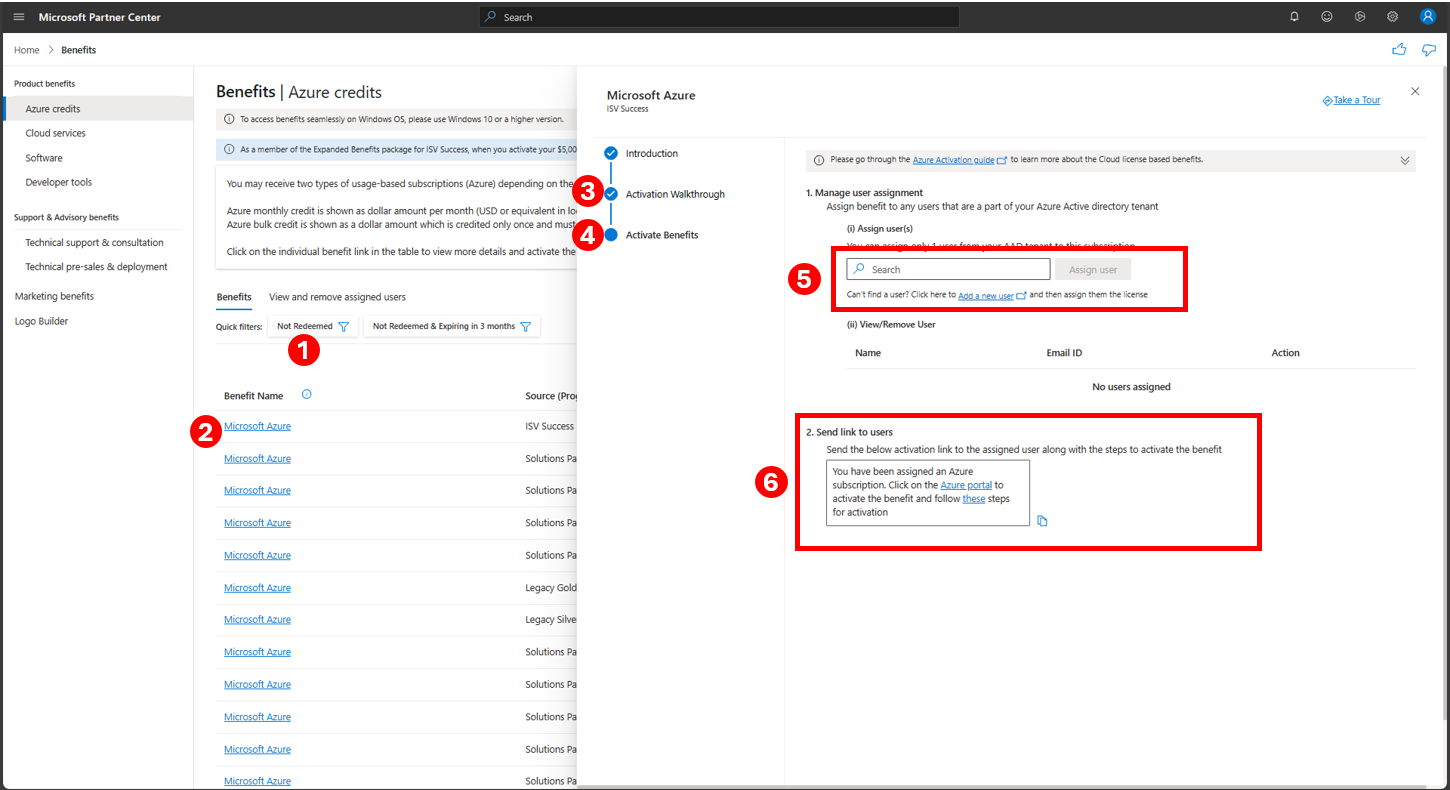 Microsoft Partner Center
Search
Home > Benefits
Product benefits
Azure credits
Cloud services
Software
Developer tools
Support & Advisory benefits
Technical support & consultation
Technical pre-sales & deployment
Marketing benefits
Logo Builder
Benefits | Azure credits
To access benefits seamlessly on Windows OS, please use Windows 10 or a higher version.
As a member of the Expanded Benefits package for ISV Success, when you activate your $5,00
You may receive two types of usage-based subscriptions (Azure) depending on the
Azure monthly credit is shown as dollar amount per month (USD or equivalent in lo
Azure bulk credit is shown as a dollar amount which is credited only once and must
Click on the individual benefit link in the table to view more details and activate the
Benefits
View and remove assigned users
Quick filters:
Not Redeemed
Not Redeemed & Expiring in 3 months
1
Benefit Name
Source (Prog
2
Microsoft Azure
ISV Success
Microsoft Azure
Solutions Pa
Microsoft Azure
Solutions Pa
Microsoft Azure
Solutions Pa
Microsoft Azure
Solutions Pa
Microsoft Azure
Legacy Gold
Microsoft Azure
Legacy Silve
Microsoft Azure
Solutions Pa
Microsoft Azure
Solutions Pa
Microsoft Azure
Solutions Pa
Microsoft Azure
Solutions Pa
Microsoft Azure
Solutions Pa
Microsoft Azure
ISV Success
Take a Tour
Introduction
3
Activation Walkthrough
4
Activate Benefits
Please go through the Azure Activation guide to learn more about the Cloud license based benefits.
1. Manage user assignment
Assign benefit to any users that are a part of your Azure Active directory tenant
(i) Assign user(s)
You can assign only 1 user from your AAD tenant to this subscription
5
Search
Assign user
Can't find a user? Click here to Add a new user and then assign them the license
(ii) View/Remove User
Name
Email ID
Action
No users assigned
6
2. Send link to users
Send the below activation link to the assigned user along with the steps to activate the benefit
You have been assigned an Azure
subscription. Click on the Azure portal to
activate the benefit and follow these steps
for activation